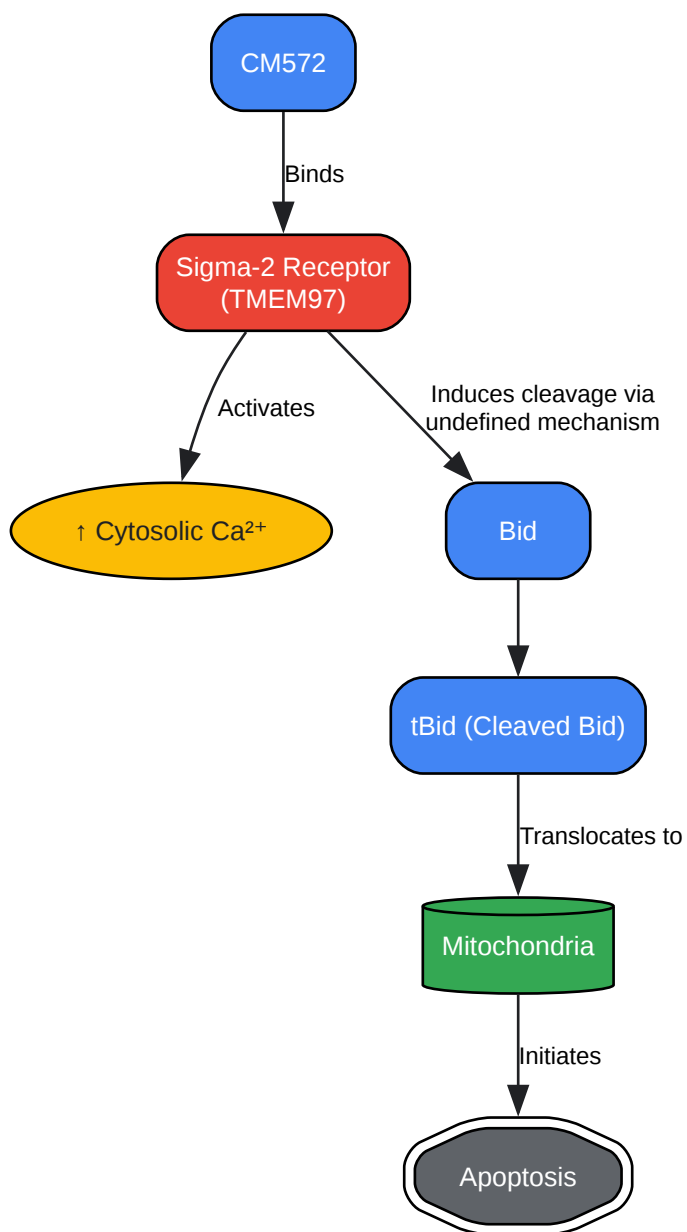 CM572
Binds
Sigma-2 Receptor
(TMEM97)
Activates
Induces cleavage via
undefined mechanism
↑ Cytosolic Ca²⁺
Bid
tBid (Cleaved Bid)
Translocates to
Mitochondria
Initiates
Apoptosis